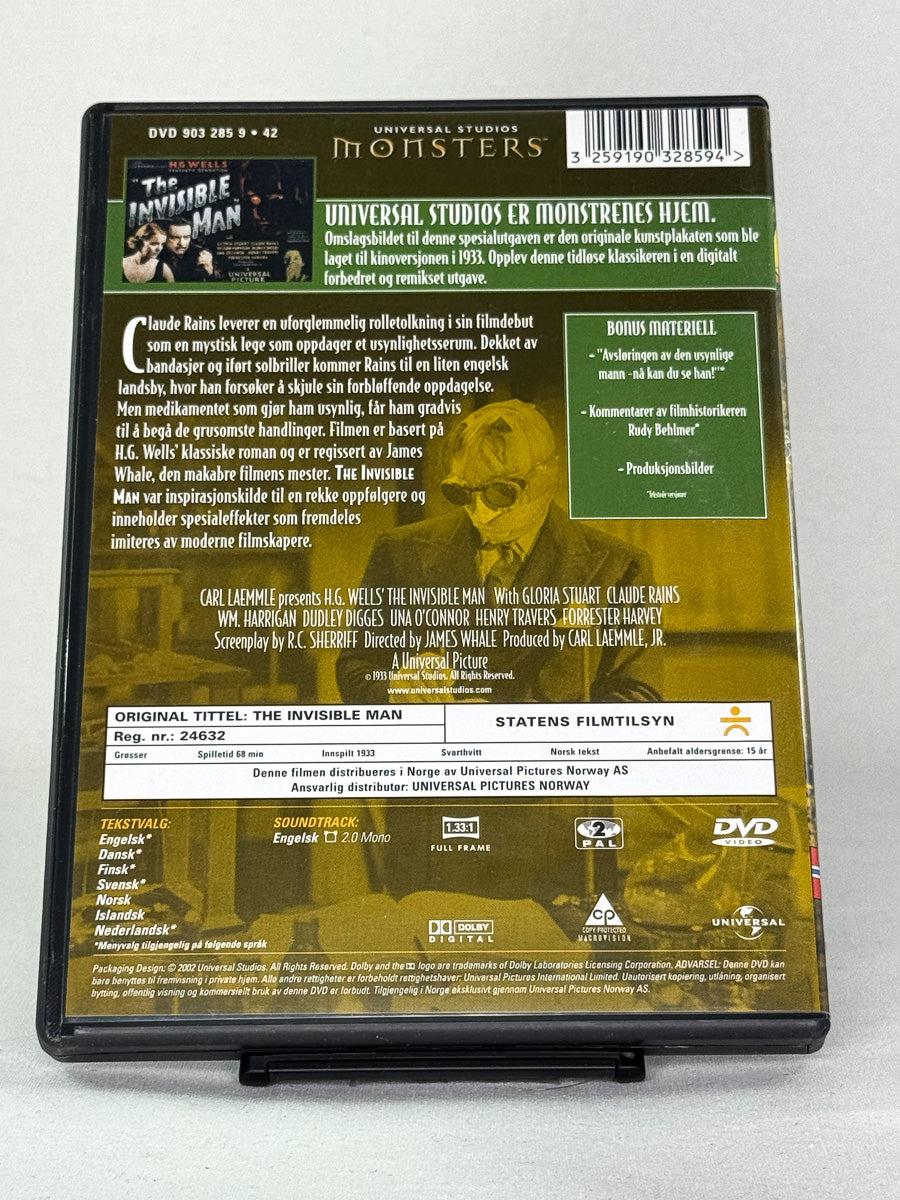 DVD 903 285 9 • 42
UNIVERSAL STUDIOS
MONSTERS™
3 259190 328594 >
H.G. WELLS'
FANTASTIC SENSATION
"The
INVISIBLE
MAN"
GLORIA STUART CLAUDE RAINS
A UNIVERSAL
PICTURE
UNIVERSAL STUDIOS ER MONSTRENES HJEM.
Omslagsbildet til denne spesialutgaven er den originale kunstplakaten som ble
laget til kinoversjonen i 1933. Opplev denne tidløse klassikeren i en digitalt
forbedret og remikset utgave.
Claude Rains leverer en uforglemmelig rolletolkning i sin filmdebut
som en mystisk lege som oppdager et usynlighetsserum. Dekket av
bandasjer og iført solbriller kommer Rains til en liten engelsk
landsby, hvor han forsøker å skjule sin forbløffende oppdagelse.
Men medikamentet som gjør ham usynlig, får ham gradvis
til å begå de grusomste handlinger. Filmen er basert på
H.G. Wells' klassiske roman og er regissert av James
Whale, den makabre filmens mester. THE INVISIBLE
MAN var inspirasjonskilde til en rekke oppfølgere og
inneholder spesialeffekter som fremdeles
imiteres av moderne filmskapere.
BONUS MATERIELL
– "Avsløringen av den usynlige
mann -nå kan du se han!"*
– Kommentarer av filmhistorikeren
Rudy Behlmer*
– Produksjonsbilder
*Tekstede versjoner
CARL LAEMMLE presents H.G. WELLS' THE INVISIBLE MAN With GLORIA STUART CLAUDE RAINS
WM. HARRIGAN DUDLEY DIGGES UNA O'CONNOR HENRY TRAVERS FORRESTER HARVEY
Screenplay by R.C. SHERRIFF Directed by JAMES WHALE Produced by CARL LAEMMLE, JR.
A Universal Picture
© 1933 Universal Studios. All Rights Reserved.
www.universalstudios.com
ORIGINAL TITTEL: THE INVISIBLE MAN
Reg. nr.: 24632
STATENS FILMTILSYN
Grøsser Spilletid 68 min Innspilt 1933 Svarthvitt Norsk tekst Anbefalt aldersgrense: 15 år
Denne filmen distribueres i Norge av Universal Pictures Norway AS
Ansvarlig distributør: UNIVERSAL PICTURES NORWAY
TEKSTVALG:
Engelsk*
Dansk*
Finsk*
Svensk*
Norsk
Islandsk
Nederlandsk*
*Menyvalg tilgjengelig på følgende språk
SOUNDTRACK:
Engelsk 2.0 Mono
1.33:1
FULL FRAME
2
PAL
DVD
VIDEO
DOLBY
DIGITAL
CP
COPY PROTECTED
MACROVISION
UNIVERSAL
Packaging Design: © 2002 Universal Studios. All Rights Reserved. Dolby and the logo are trademarks of Dolby Laboratories Licensing Corporation, ADVARSEL: Denne DVD kan
bare benyttes til fremvisning i private hjem. Alle andre rettigheter er forbeholdt rettighetshaver: Universal Pictures International Limited. Uautorisert kopiering, utlåning, organisert
bytting, offentlig visning og kommersiellt bruk av denne DVD er forbudt. Tilgjengelig i Norge eksklusivt gjennom Universal Pictures Norway AS.